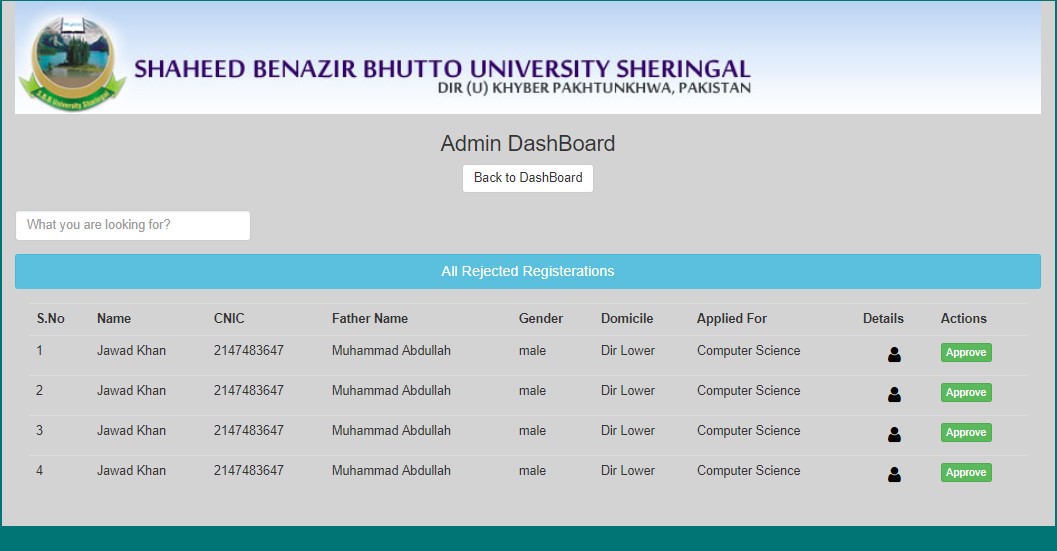 SHAHEED BENAZIR BHUTTO UNIVERSITY SHERINGAL
DIR (U) KHYBER PAKHTUNKHWA, PAKISTAN
S.B.B University Sheringal
Admin DashBoard
Back to DashBoard
What you are looking for?
All Rejected Registerations
S.No Name CNIC Father Name Gender Domicile Applied For Details Actions
1 Jawad Khan 2147483647 Muhammad Abdullah male Dir Lower Computer Science Approve
2 Jawad Khan 2147483647 Muhammad Abdullah male Dir Lower Computer Science Approve
3 Jawad Khan 2147483647 Muhammad Abdullah male Dir Lower Computer Science Approve
4 Jawad Khan 2147483647 Muhammad Abdullah male Dir Lower Computer Science Approve